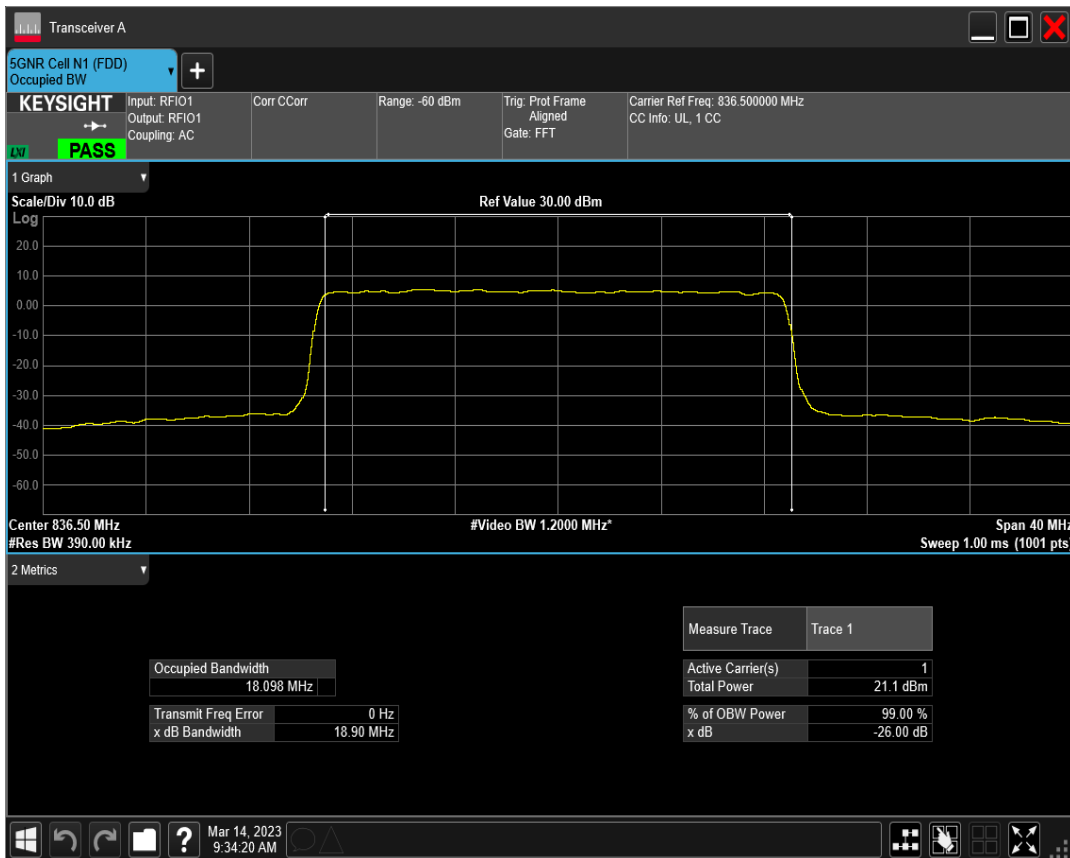 Transceiver A
5GNR Cell N1 (FDD)
Occupied BW
+
KEYSIGHT
LXI
PASS
Input: RFIO1
Output: RFIO1
Coupling: AC
Corr CCorr
Range: -60 dBm
Trig: Prot Frame
Aligned
Gate: FFT
Carrier Ref Freq: 836.500000 MHz
CC Info: UL, 1 CC
1 Graph
Scale/Div 10.0 dB
Ref Value 30.00 dBm
Log
20.0
10.0
0.00
-10.0
-20.0
-30.0
-40.0
-50.0
-60.0
Center 836.50 MHz
#Video BW 1.2000 MHz*
Span 40 MHz
#Res BW 390.00 kHz
Sweep 1.00 ms (1001 pts)
2 Metrics
Measure Trace Trace 1
Occupied Bandwidth
18.098 MHz
Active Carrier(s) 1
Total Power 21.1 dBm
Transmit Freq Error 0 Hz
x dB Bandwidth 18.90 MHz
% of OBW Power 99.00 %
x dB -26.00 dB
?
Mar 14, 2023
9:34:20 AM